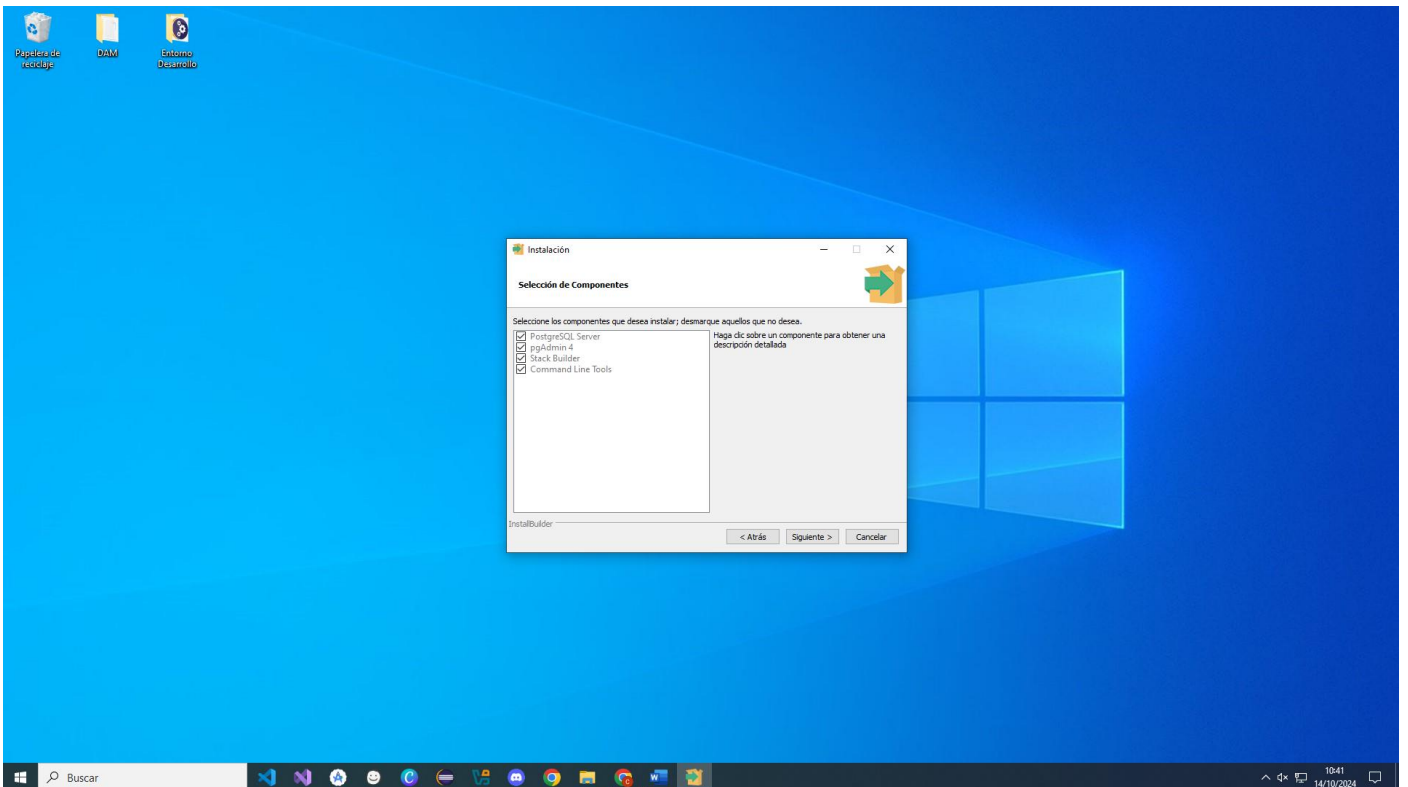 Papelera de
reciclaje
DAM
Entorno
Desarrollo
Instalación
Selección de Componentes
Seleccione los componentes que desea instalar; desmarque aquellos que no desea.
PostgreSQL Server
pgAdmin 4
Stack Builder
Command Line Tools
Haga clic sobre un componente para obtener una
descripción detallada
InstallBuilder
< Atrás
Siguiente >
Cancelar
Buscar
10:41
14/10/2024